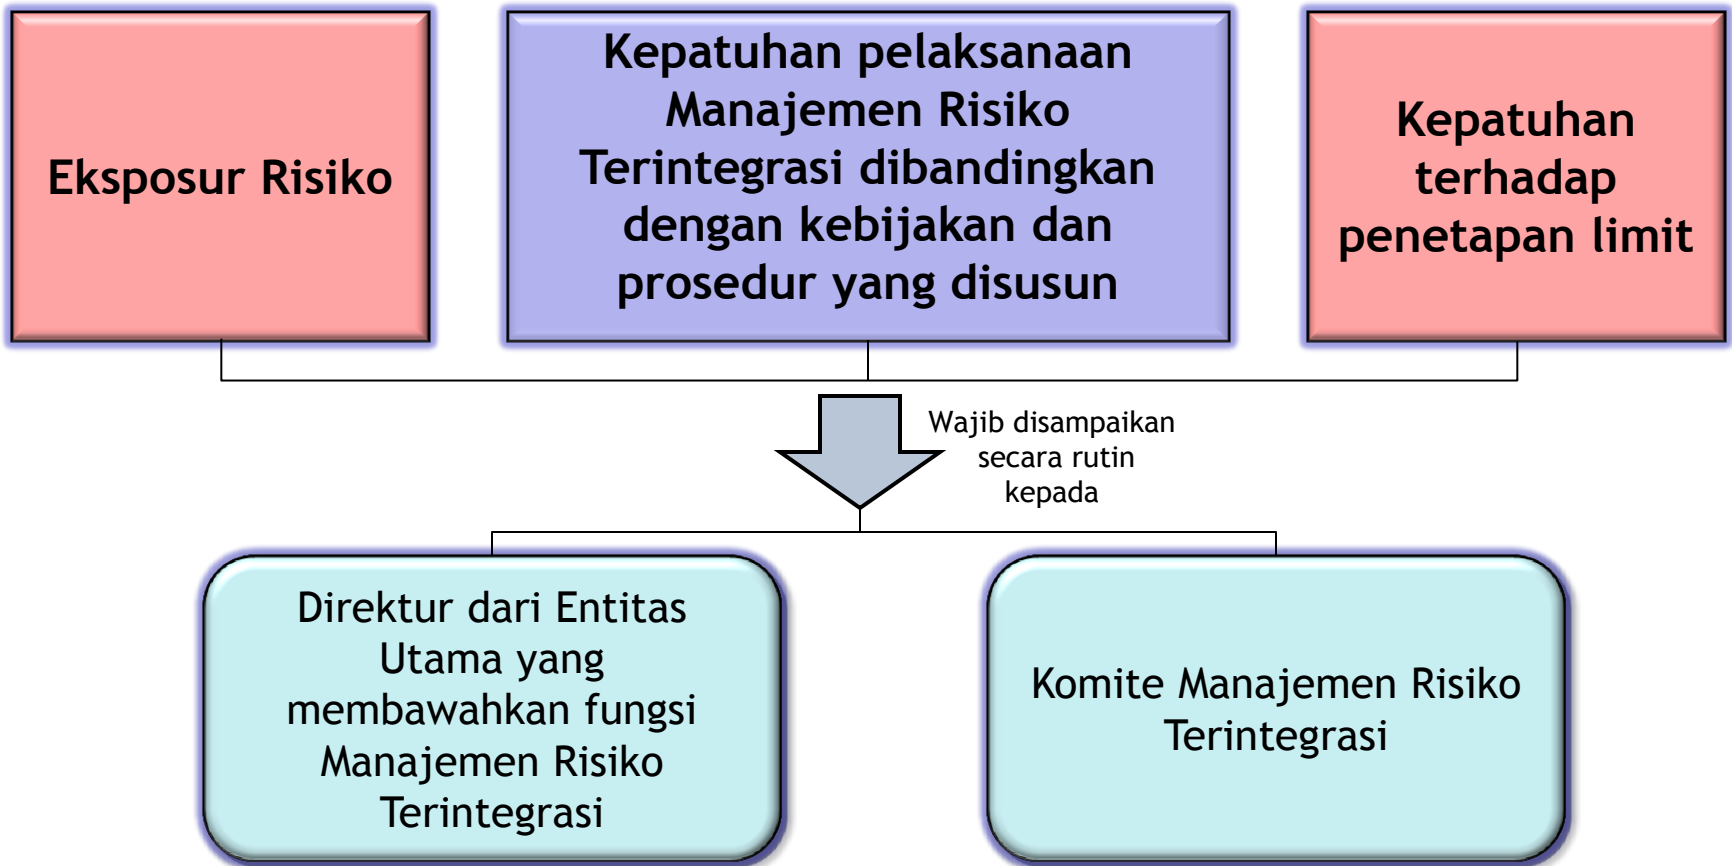 Eksposur Risiko
Kepatuhan pelaksanaan
Manajemen Risiko
Terintegrasi dibandingkan
dengan kebijakan dan
prosedur yang disusun
Kepatuhan
terhadap
penetapan limit
Wajib disampaikan
secara rutin
kepada
Direktur dari Entitas
Utama yang
membawahkan fungsi
Manajemen Risiko
Terintegrasi
Komite Manajemen Risiko
Terintegrasi